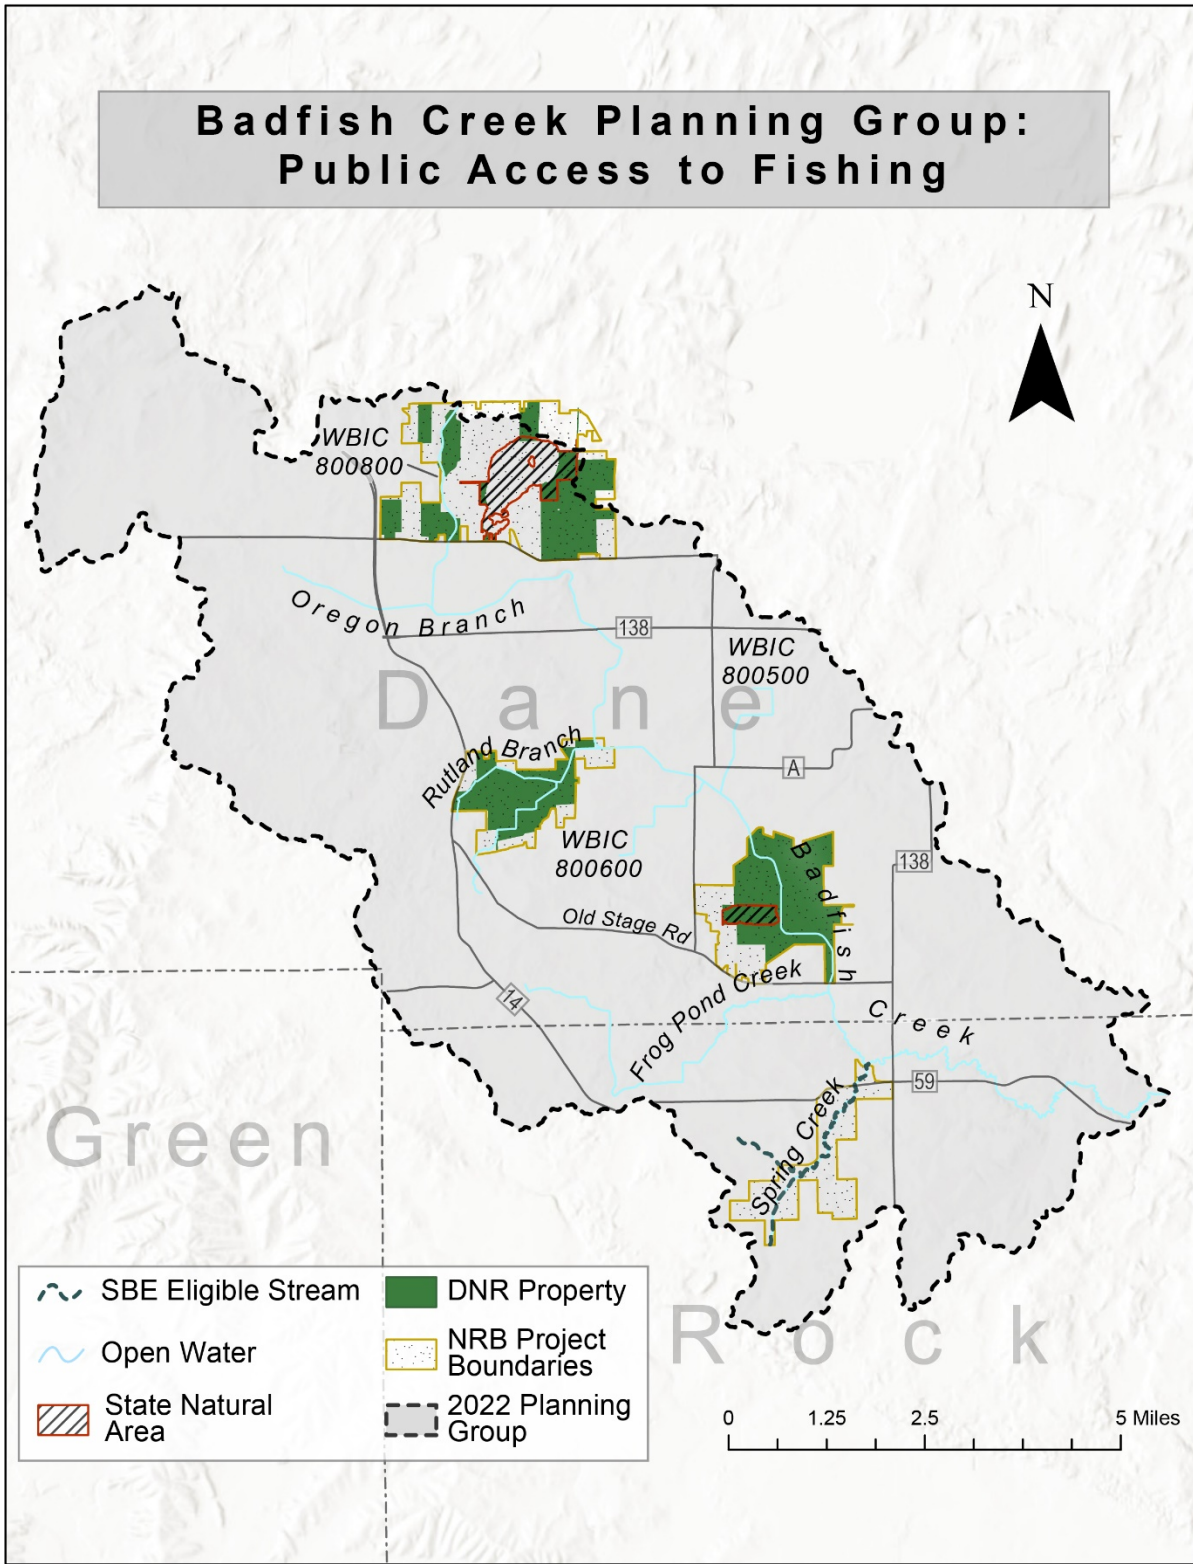 Badfish Creek Planning Group:
Public Access to Fishing
N
WBIC
800800
Oregon Branch
138
WBIC
800500
Dane
Rutland Branch
A
WBIC
800600
138
Badfish
Old Stage Rd
Frog Pond Creek
14
Creek
59
Spring Creek
Green
Rock
SBE Eligible Stream
Open Water
State Natural
Area
DNR Property
NRB Project
Boundaries
2022 Planning
Group
0 1.25 2.5 5 Miles